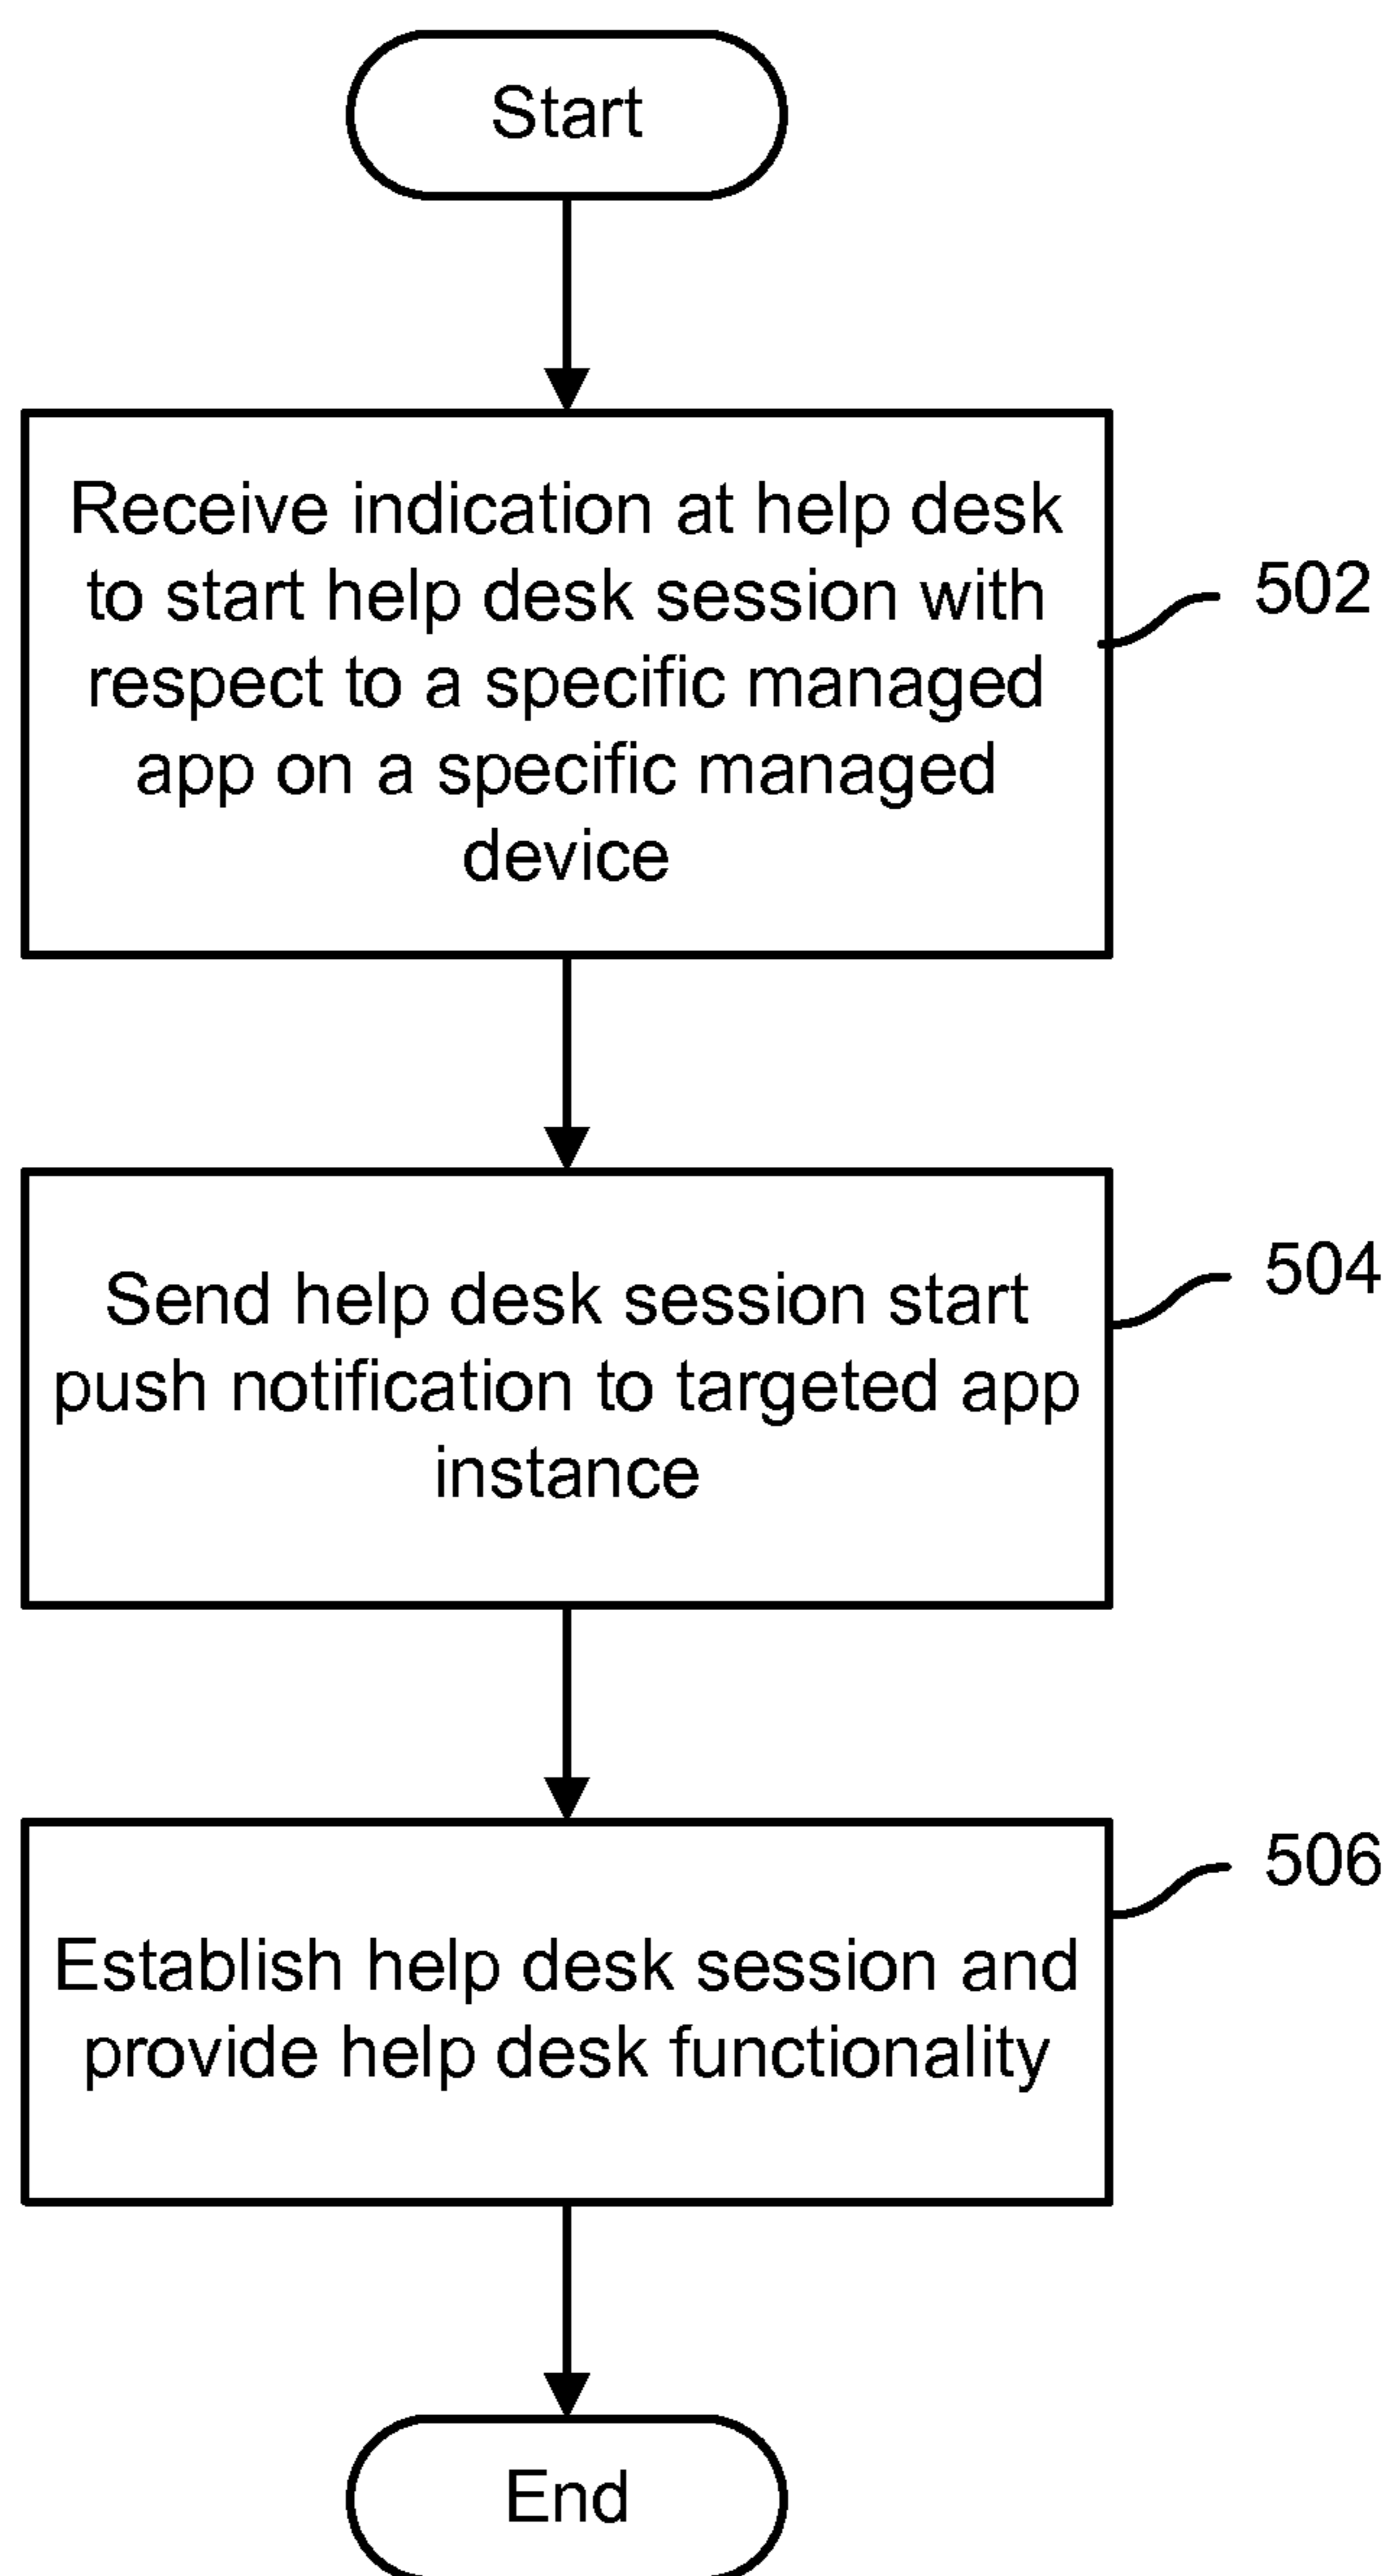 Start
Receive indication at help desk
to start help desk session with
respect to a specific managed
app on a specific managed
device
502
Send help desk session start
push notification to targeted app
instance
504
Establish help desk session and
provide help desk functionality
506
End